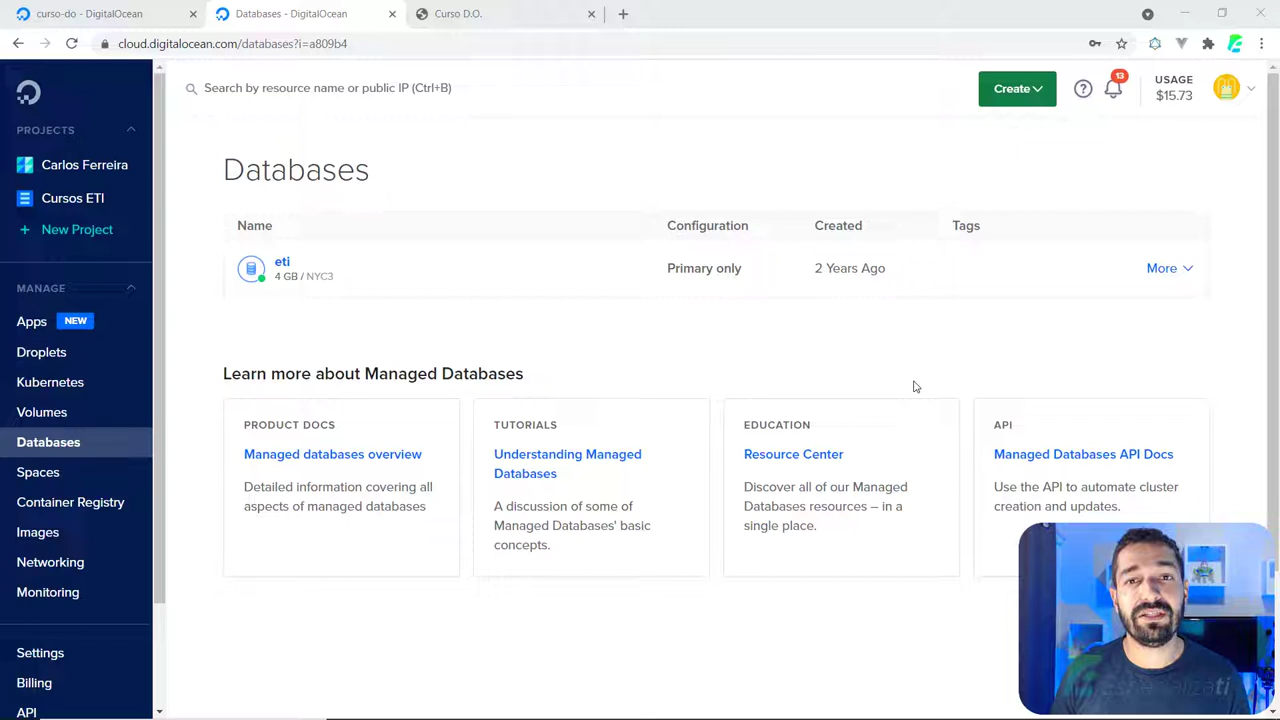 curso-do - DigitalOcean
Databases - DigitalOcean
Curso D.O.
cloud.digitalocean.com/databases?i=a809b4
Search by resource name or public IP (Ctrl+B)
Create
13
USAGE
$15.73
PROJECTS
Carlos Ferreira
Cursos ETI
+ New Project
MANAGE
Apps NEW
Droplets
Kubernetes
Volumes
Databases
Spaces
Container Registry
Images
Networking
Monitoring
Settings
Billing
API
Databases
Name Configuration Created Tags
eti
4 GB / NYC3
Primary only
2 Years Ago
More
Learn more about Managed Databases
PRODUCT DOCS
Managed databases overview
Detailed information covering all
aspects of managed databases
TUTORIALS
Understanding Managed
Databases
A discussion of some of
Managed Databases' basic
concepts.
EDUCATION
Resource Center
Discover all of our Managed
Databases resources – in a
single place.
API
Managed Databases API Docs
Use the API to automate cluster
creation and updates.